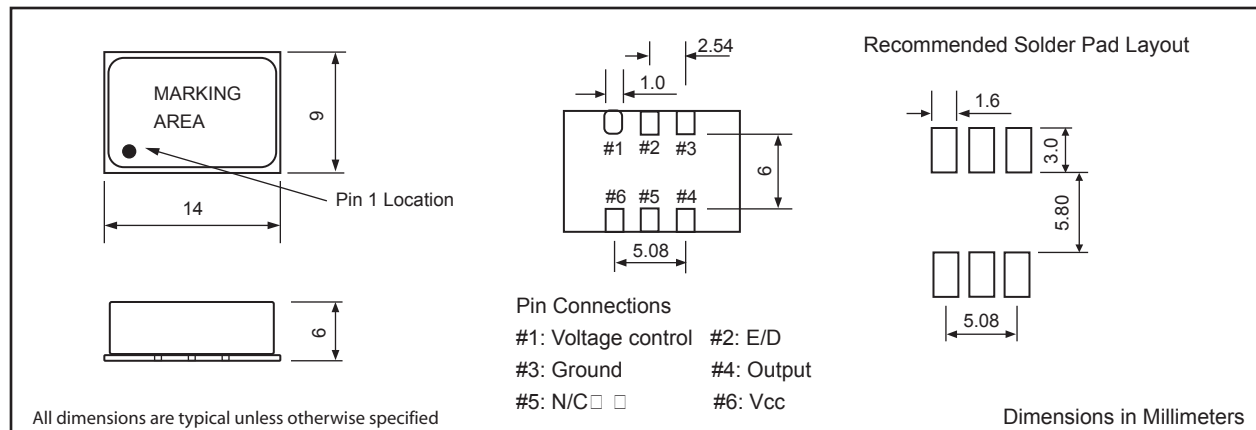 MARKING
AREA
9
Pin 1 Location
14
6
All dimensions are typical unless otherwise specified
2.54
1.0
#1 #2 #3
6
#6 #5 #4
5.08
Pin Connections
#1: Voltage control #2: E/D
#3: Ground #4: Output
#5: N/C□ □ #6: Vcc
Recommended Solder Pad Layout
1.6
3.0
5.80
5.08
Dimensions in Millimeters